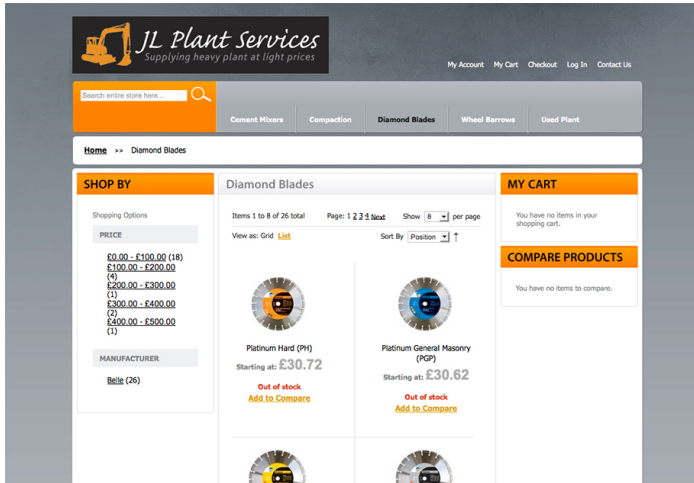 JL Plant Services
Supplying heavy plant at light prices
My Account My Cart Checkout Log In Contact Us
Search entire store here...
Cement Mixers Compaction Diamond Blades Wheel Barrows Used Plant
Home >> Diamond Blades
SHOP BY
Shopping Options
PRICE
£0.00 - £100.00 (18)
£100.00 - £200.00
(4)
£200.00 - £300.00
(1)
£300.00 - £400.00
(2)
£400.00 - £500.00
(1)
MANUFACTURER
Belle (26)
Diamond Blades
Items 1 to 8 of 26 total Page: 1 2 3 4 Next Show 8 per page
View as: Grid List Sort By Position
Platinum Hard (PH)
Starting at: £30.72
Out of stock
Add to Compare
Platinum General Masonry
(PGP)
Starting at: £30.62
Out of stock
Add to Compare
MY CART
You have no items in your
shopping cart.
COMPARE PRODUCTS
You have no items to compare.